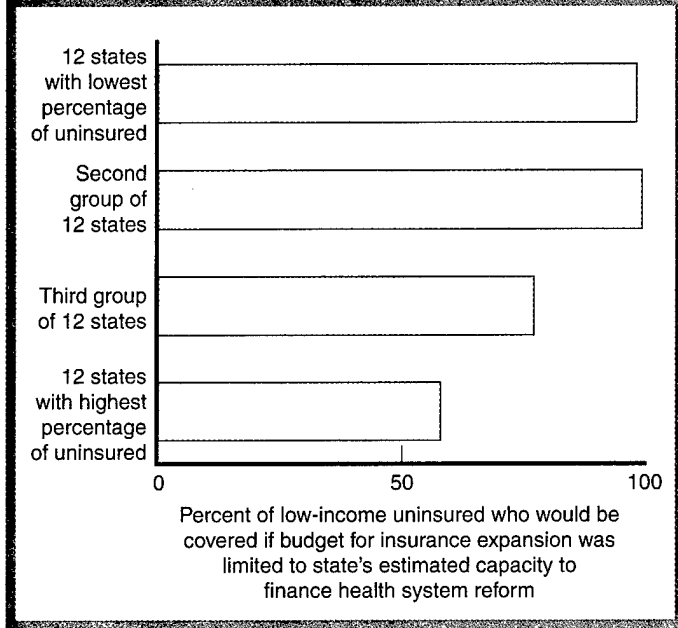 12 states
with lowest
percentage
of uninsured
Second
group of
12 states
Third group
of 12 states
12 states
with highest
percentage
of uninsured
0
50
100
Percent of low-income uninsured who would be
covered if budget for insurance expansion was
limited to state's estimated capacity to
finance health system reform